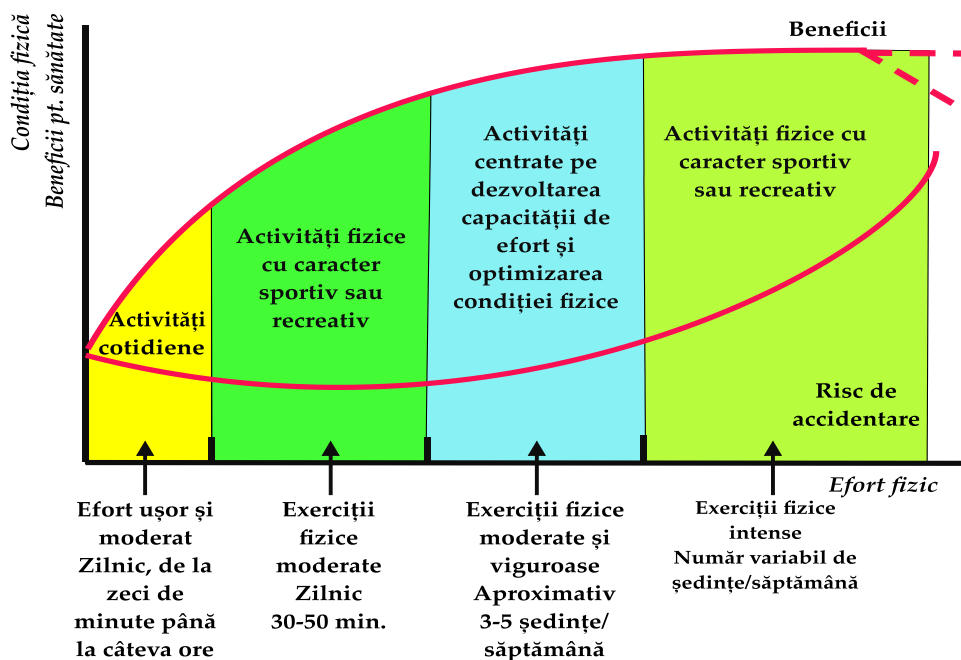 Condiția fizică
Beneficii pt. sănătate
Beneficii
Activități
cotidiene
Activități fizice
cu caracter
sportiv sau
recreativ
Activități
centrate pe
dezvoltarea
capacității de
efort și
optimizarea
condiției fizice
Activități fizice cu
caracter sportiv
sau recreativ
Risc de
accidentare
Efort fizic
Efort ușor și
moderat
Zilnic, de la
zeci de
minute până
la câteva ore
Exerciții
fizice
moderate
Zilnic
30-50 min.
Exerciții fizice
moderate și
viguroase
Aproximativ
3-5 ședințe/
săptămână
Exerciții fizice
intense
Număr variabil de
ședințe/săptămână